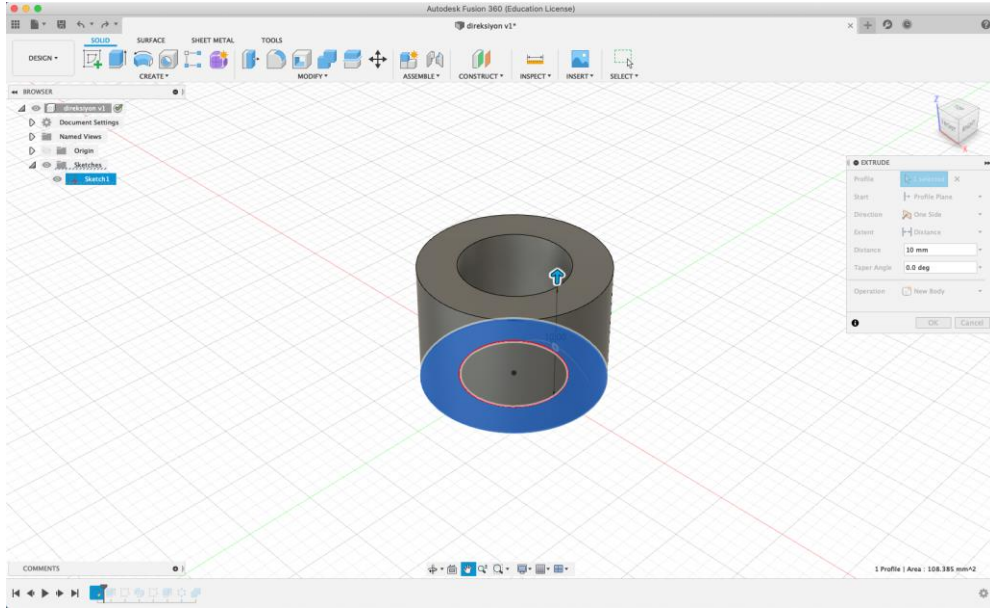 Autodesk Fusion 360 (Education License)
direksiyon v1*
DESIGN
SOLID SURFACE SHEET METAL TOOLS
CREATE MODIFY ASSEMBLE CONSTRUCT INSPECT INSERT SELECT
BROWSER
direksiyon v1
Document Settings
Named Views
Origin
Sketches
Sketch1
Z
X
EXTRUDE
Profile 1 selected
Start Profile Plane
Direction One Side
Extent Distance
Distance 10 mm
Taper Angle 0.0 deg
Operation New Body
OK Cancel
COMMENTS
1 Profile | Area : 108.385 mm^2